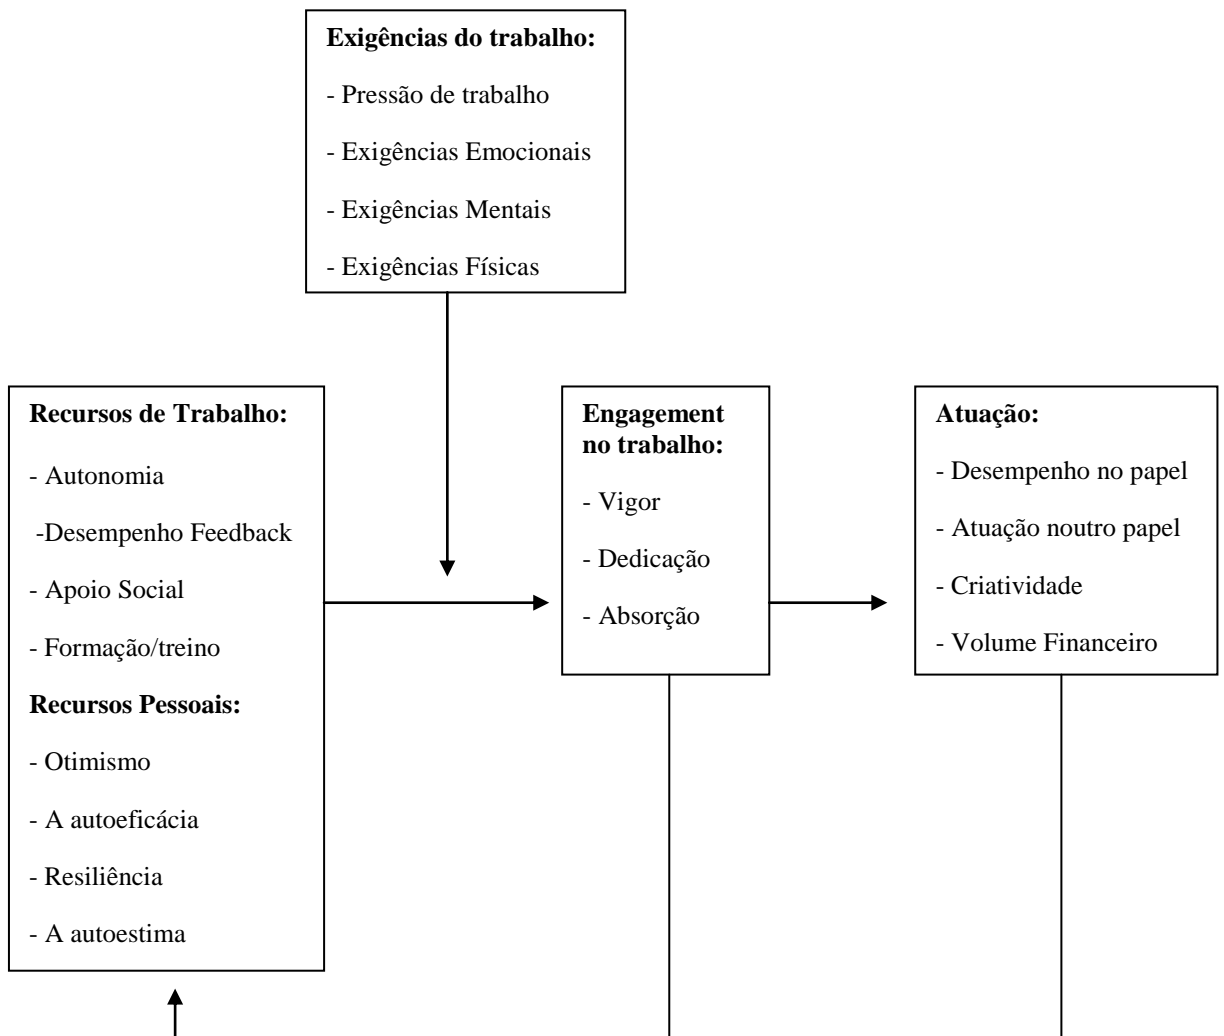 Exigências do trabalho:
- Pressão de trabalho
- Exigências Emocionais
- Exigências Mentais
- Exigências Físicas
Recursos de Trabalho:
- Autonomia
-Desempenho Feedback
- Apoio Social
- Formação/treino
Recursos Pessoais:
- Otimismo
- A autoeficácia
- Resiliência
- A autoestima
Engagement
no trabalho:
- Vigor
- Dedicação
- Absorção
Atuação:
- Desempenho no papel
- Atuação noutro papel
- Criatividade
- Volume Financeiro